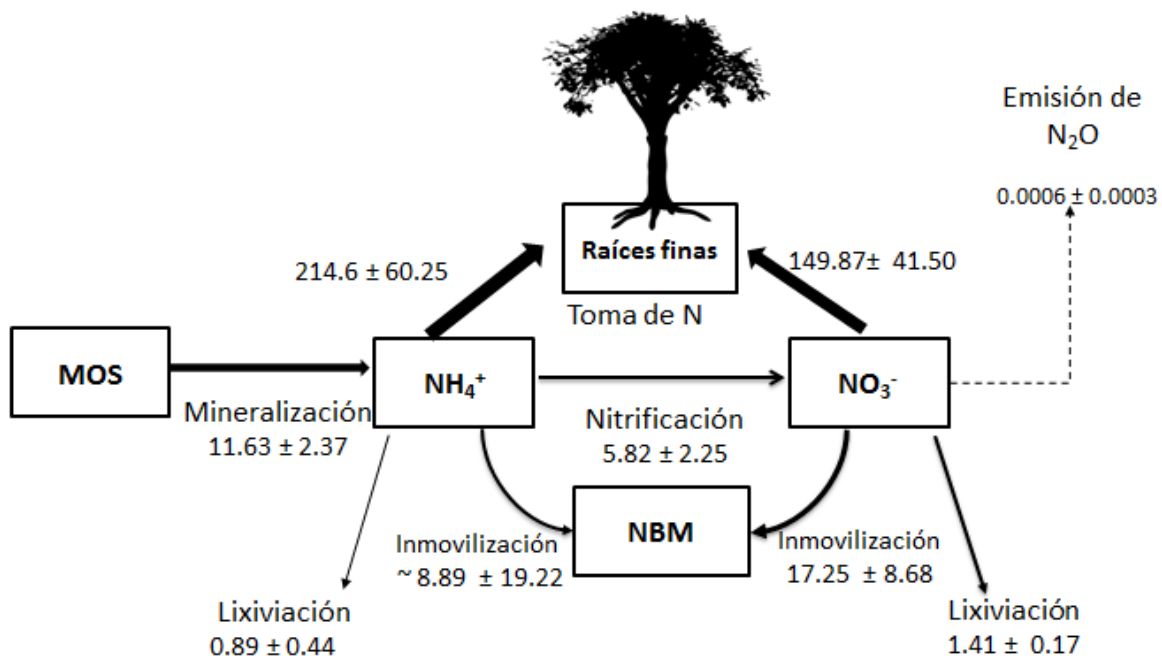 Emisión de
N₂O
0.0006 ± 0.0003
Raíces finas
214.6 ± 60.25
149.87± 41.50
Toma de N
MOS
NH₄⁺
NO₃⁻
Mineralización
11.63 ± 2.37
Nitrificación
5.82 ± 2.25
NBM
Inmovilización
~ 8.89 ± 19.22
Inmovilización
17.25 ± 8.68
Lixiviación
0.89 ± 0.44
Lixiviación
1.41 ± 0.17